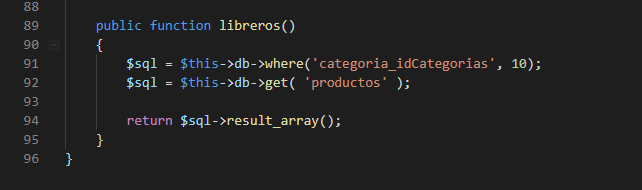 88
89 public function libreros()
90 {
91 $sql = $this->db->where('categoria_idCategorias', 10);
92 $sql = $this->db->get( 'productos' );
93
94 return $sql->result_array();
95 }
96 }